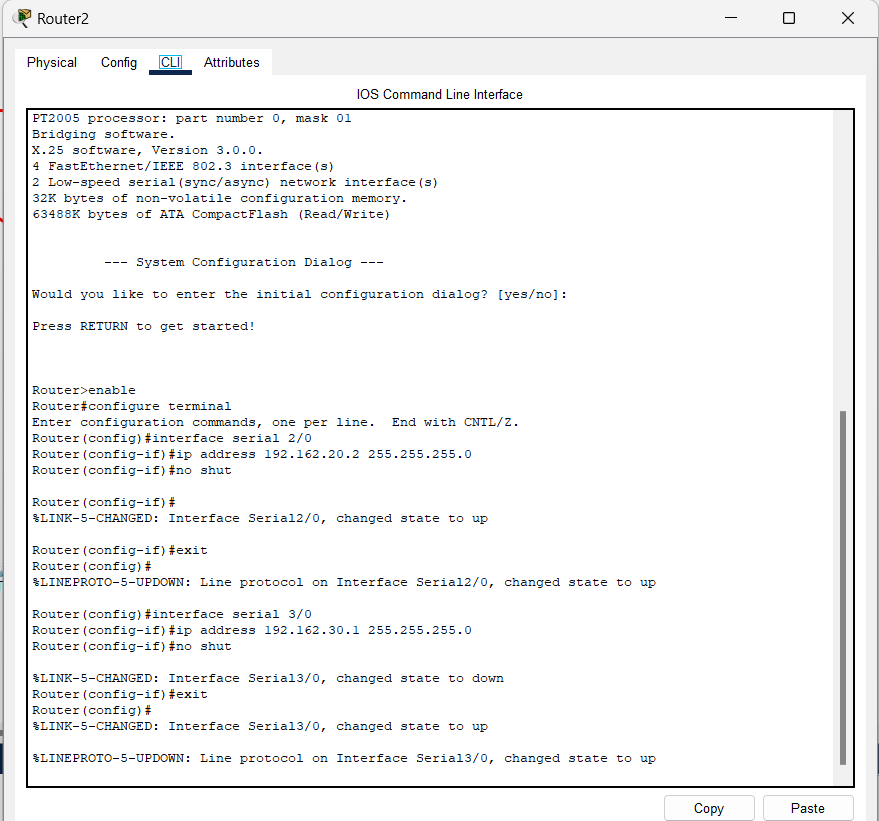 Router2
Physical Config CLI Attributes
IOS Command Line Interface
PT2005 processor: part number 0, mask 01
Bridging software.
X.25 software, Version 3.0.0.
4 FastEthernet/IEEE 802.3 interface(s)
2 Low-speed serial(sync/async) network interface(s)
32K bytes of non-volatile configuration memory.
63488K bytes of ATA CompactFlash (Read/Write)
--- System Configuration Dialog ---
Would you like to enter the initial configuration dialog? [yes/no]:
Press RETURN to get started!
Router>enable
Router#configure terminal
Enter configuration commands, one per line.  End with CNTL/Z.
Router(config)#interface serial 2/0
Router(config-if)#ip address 192.162.20.2 255.255.255.0
Router(config-if)#no shut
Router(config-if)#
%LINK-5-CHANGED: Interface Serial2/0, changed state to up
Router(config-if)#exit
Router(config)#
%LINEPROTO-5-UPDOWN: Line protocol on Interface Serial2/0, changed state to up
Router(config)#interface serial 3/0
Router(config-if)#ip address 192.162.30.1 255.255.255.0
Router(config-if)#no shut
%LINK-5-CHANGED: Interface Serial3/0, changed state to down
Router(config-if)#exit
Router(config)#
%LINK-5-CHANGED: Interface Serial3/0, changed state to up
%LINEPROTO-5-UPDOWN: Line protocol on Interface Serial3/0, changed state to up
Copy Paste